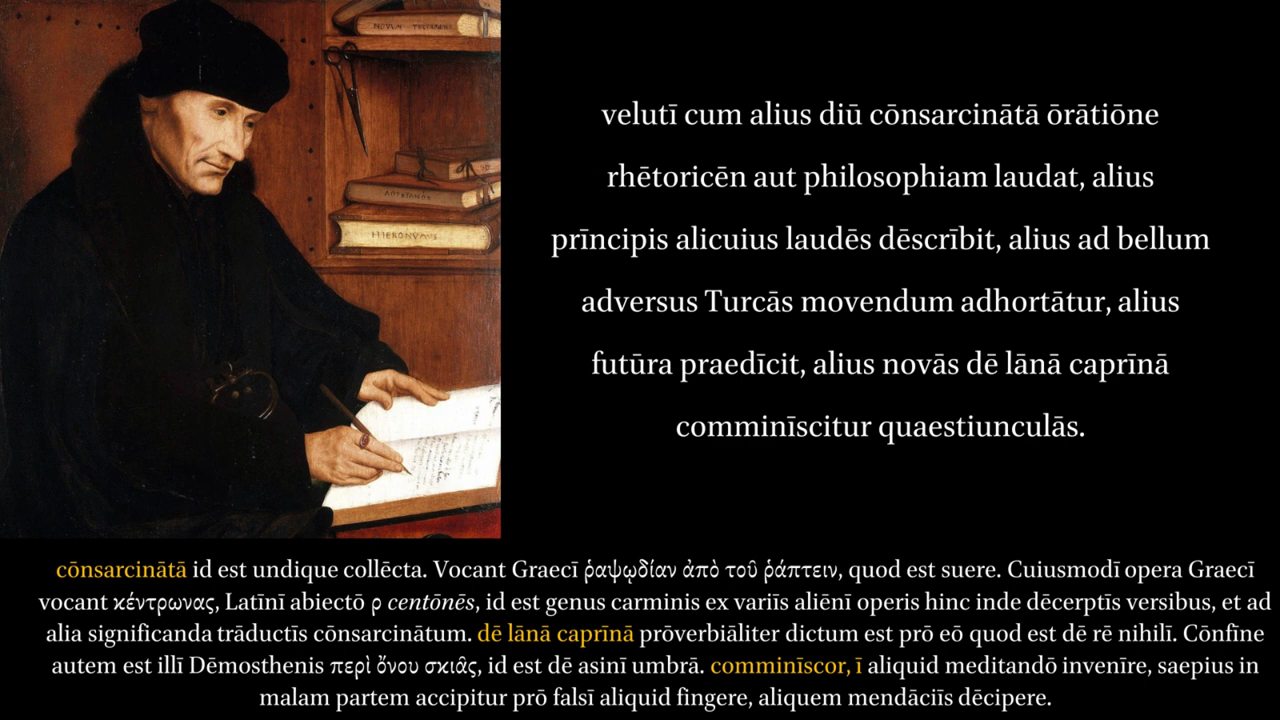 NOVUM TESTAMEN
HIERONYMUS
velutī cum alius diū cōnsarcinātā ōrātiōne
rhētoricēn aut philosophiam laudat, alius
prīncipis alicuius laudēs dēscrībit, alius ad bellum
adversus Turcās movendum adhortātur, alius
futūra praedīcit, alius novās dē lānā caprīnā
comminīscitur quaestiunculās.
cōnsarcinātā id est undique collēcta. Vocant Graecī ῥαψῳδίαν ἀπὸ τοῦ ῥάπτειν, quod est suere. Cuiusmodī opera Graecī
vocant κέντρωνας, Latīnī abiectō ρ centōnēs, id est genus carminis ex variīs aliēnī operis hinc inde dēcerptīs versibus, et ad
alia significanda trāductīs cōnsarcinātum. dē lānā caprīnā prōverbiāliter dictum est prō eō quod est dē rē nihilī. Cōnfīne
autem est illī Dēmosthenis περὶ ὄνου σκιᾶς, id est dē asinī umbrā. comminīscor, ī aliquid meditandō invenīre, saepius in
malam partem accipitur prō falsī aliquid fingere, aliquem mendāciīs dēcipere.